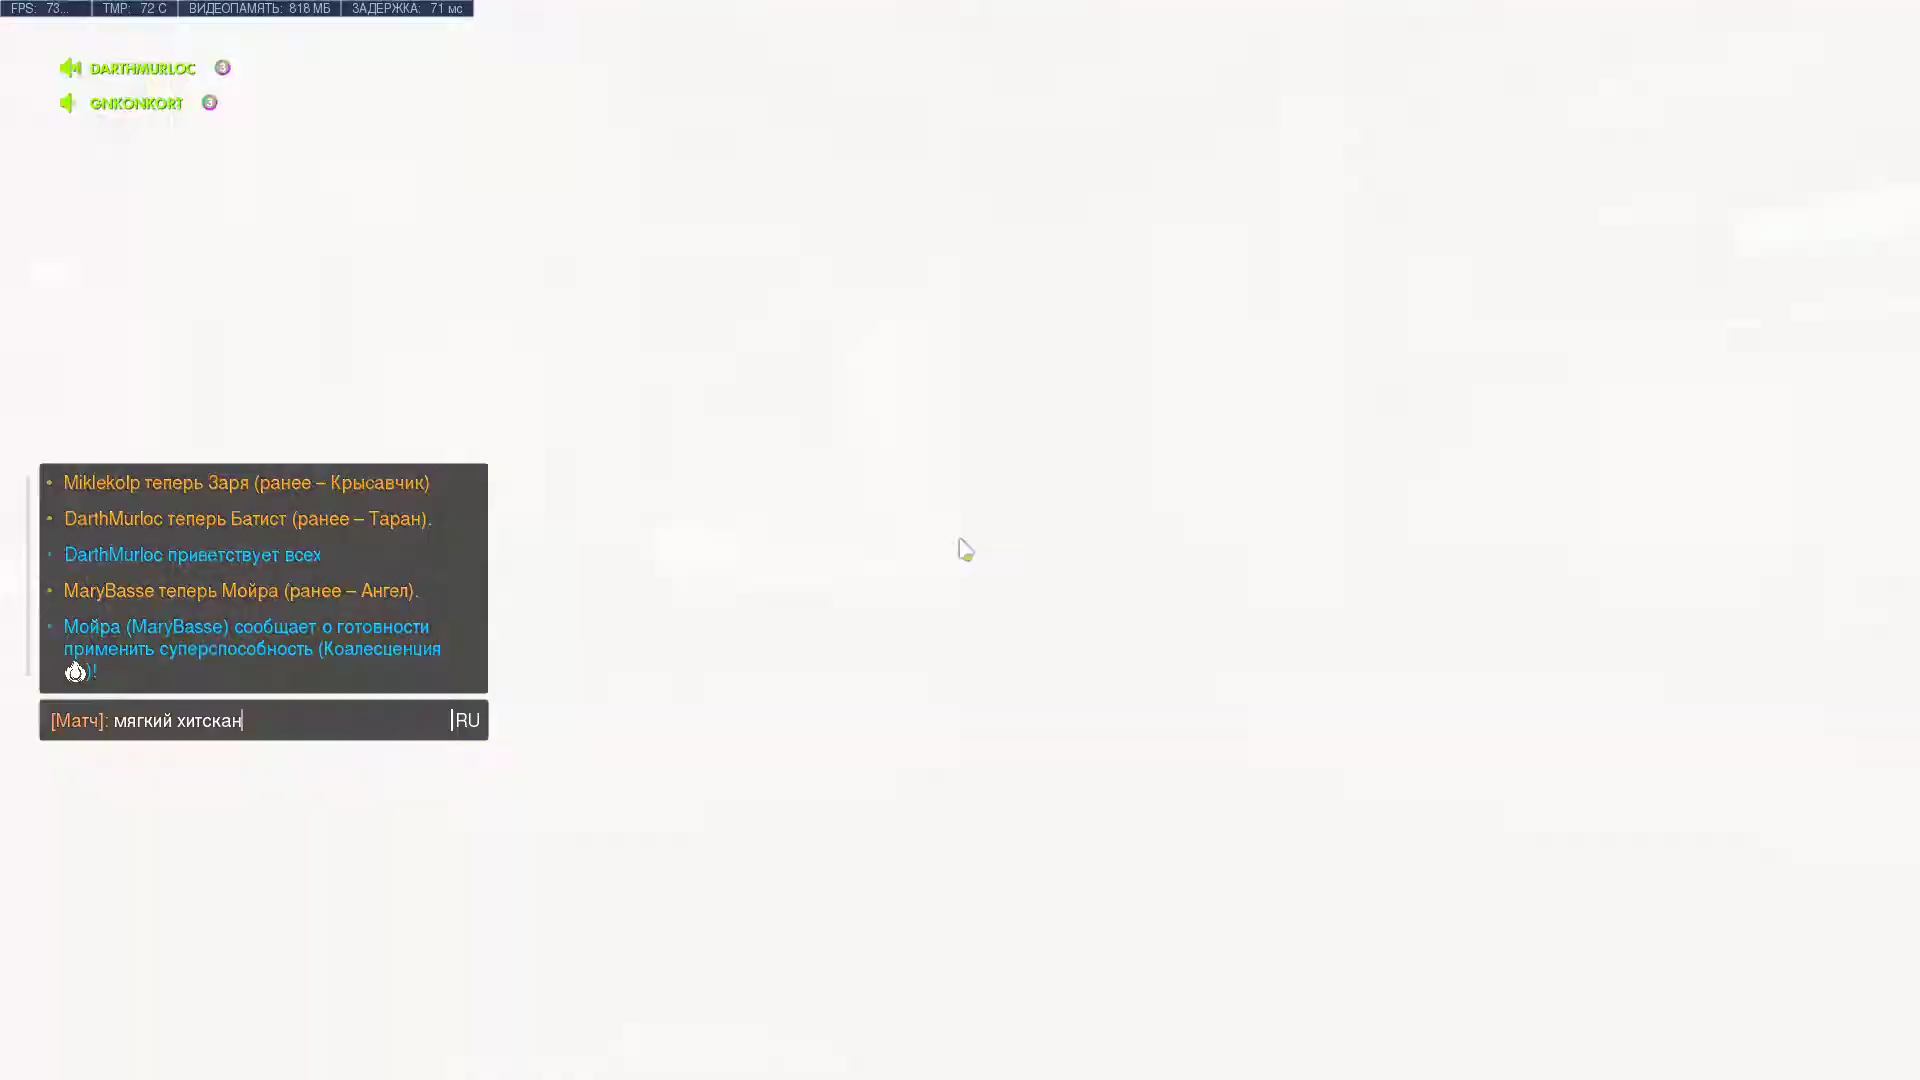 FPS: 73... TMP: 72 C ВИДЕОПАМЯТЬ: 818 МБ ЗАДЕРЖКА: 71 мс
DARTHMURLOC 3
GNKONKORT 3
Miklekolp теперь Заря (ранее – Крысавчик)
DarthMurloc теперь Батист (ранее – Таран).
DarthMurloc приветствует всех
MaryBasse теперь Мойра (ранее – Ангел).
Мойра (MaryBasse) сообщает о готовности
применить суперспособность (Коалесценция
)!
[Матч]: мягкий хитскан RU